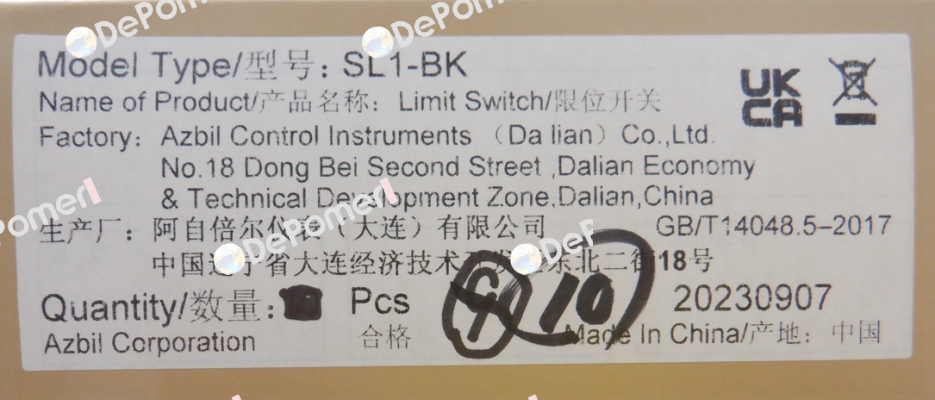 Model Type/型号: SL1-BK
Name of Product/产品名称: Limit Switch/限位开关
UK
CA
Factory: Azbil Control Instruments (Da lian) Co.,Ltd.
No.18 Dong Bei Second Street ,Dalian Economy
& Technical Development Zone,Dalian,China
生产厂: 阿自倍尔仪表(大连)有限公司 GB/T14048.5–2017
中国辽宁省大连经济技术开发区东北二街18号
Quantity/数量: Pcs 10 20230907
Azbil Corporation 合格 Made In China/产地: 中国
DePomerl
DePomerl
DePomerl